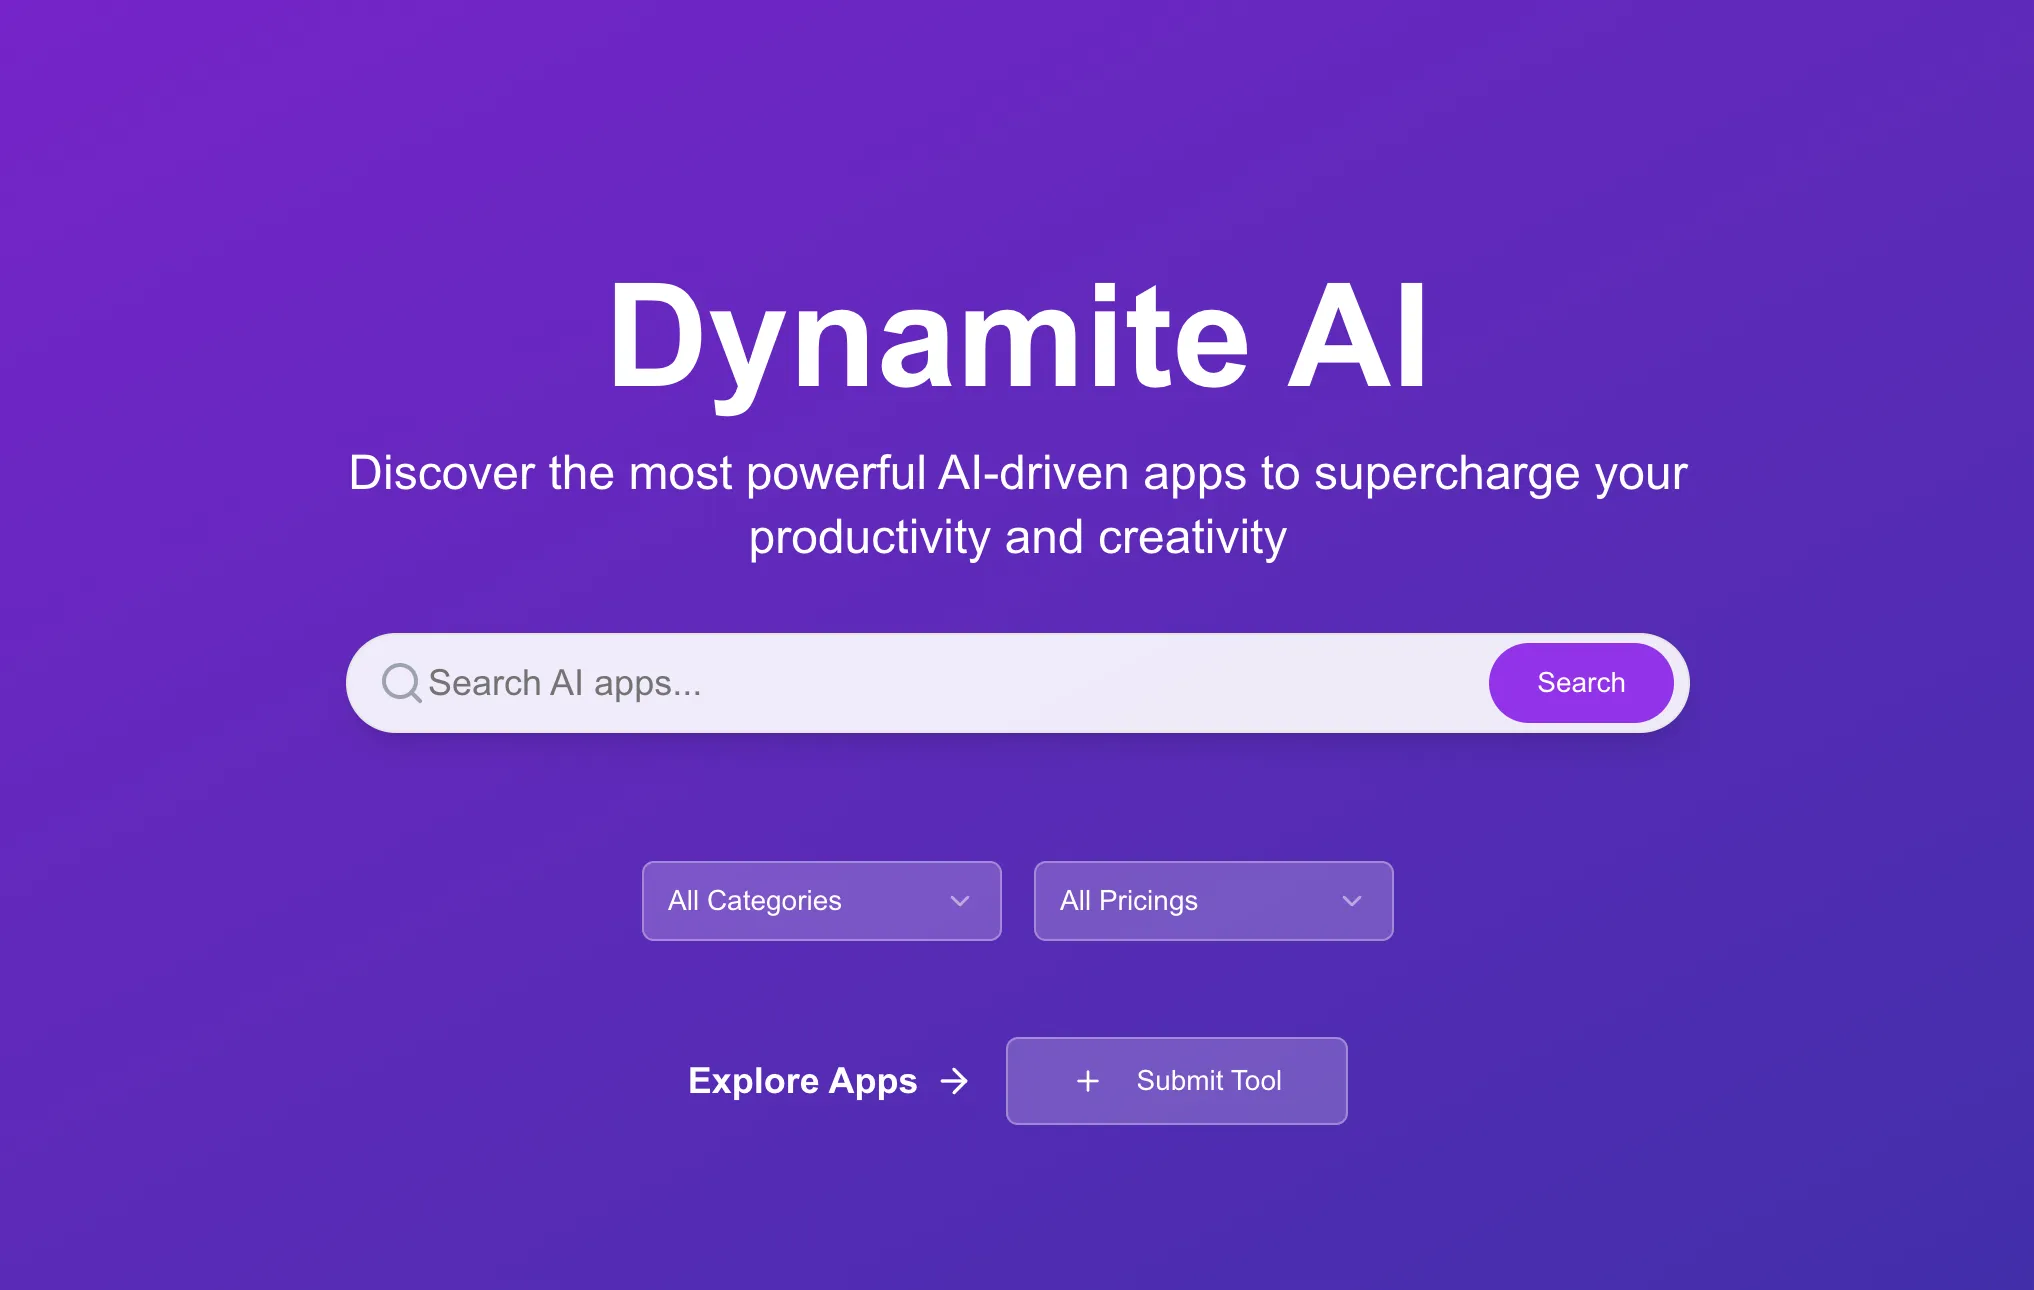 Dynamite AI
Discover the most powerful AI-driven apps to supercharge your
productivity and creativity
Search AI apps...
Search
All Categories
All Pricings
Explore Apps
Submit Tool